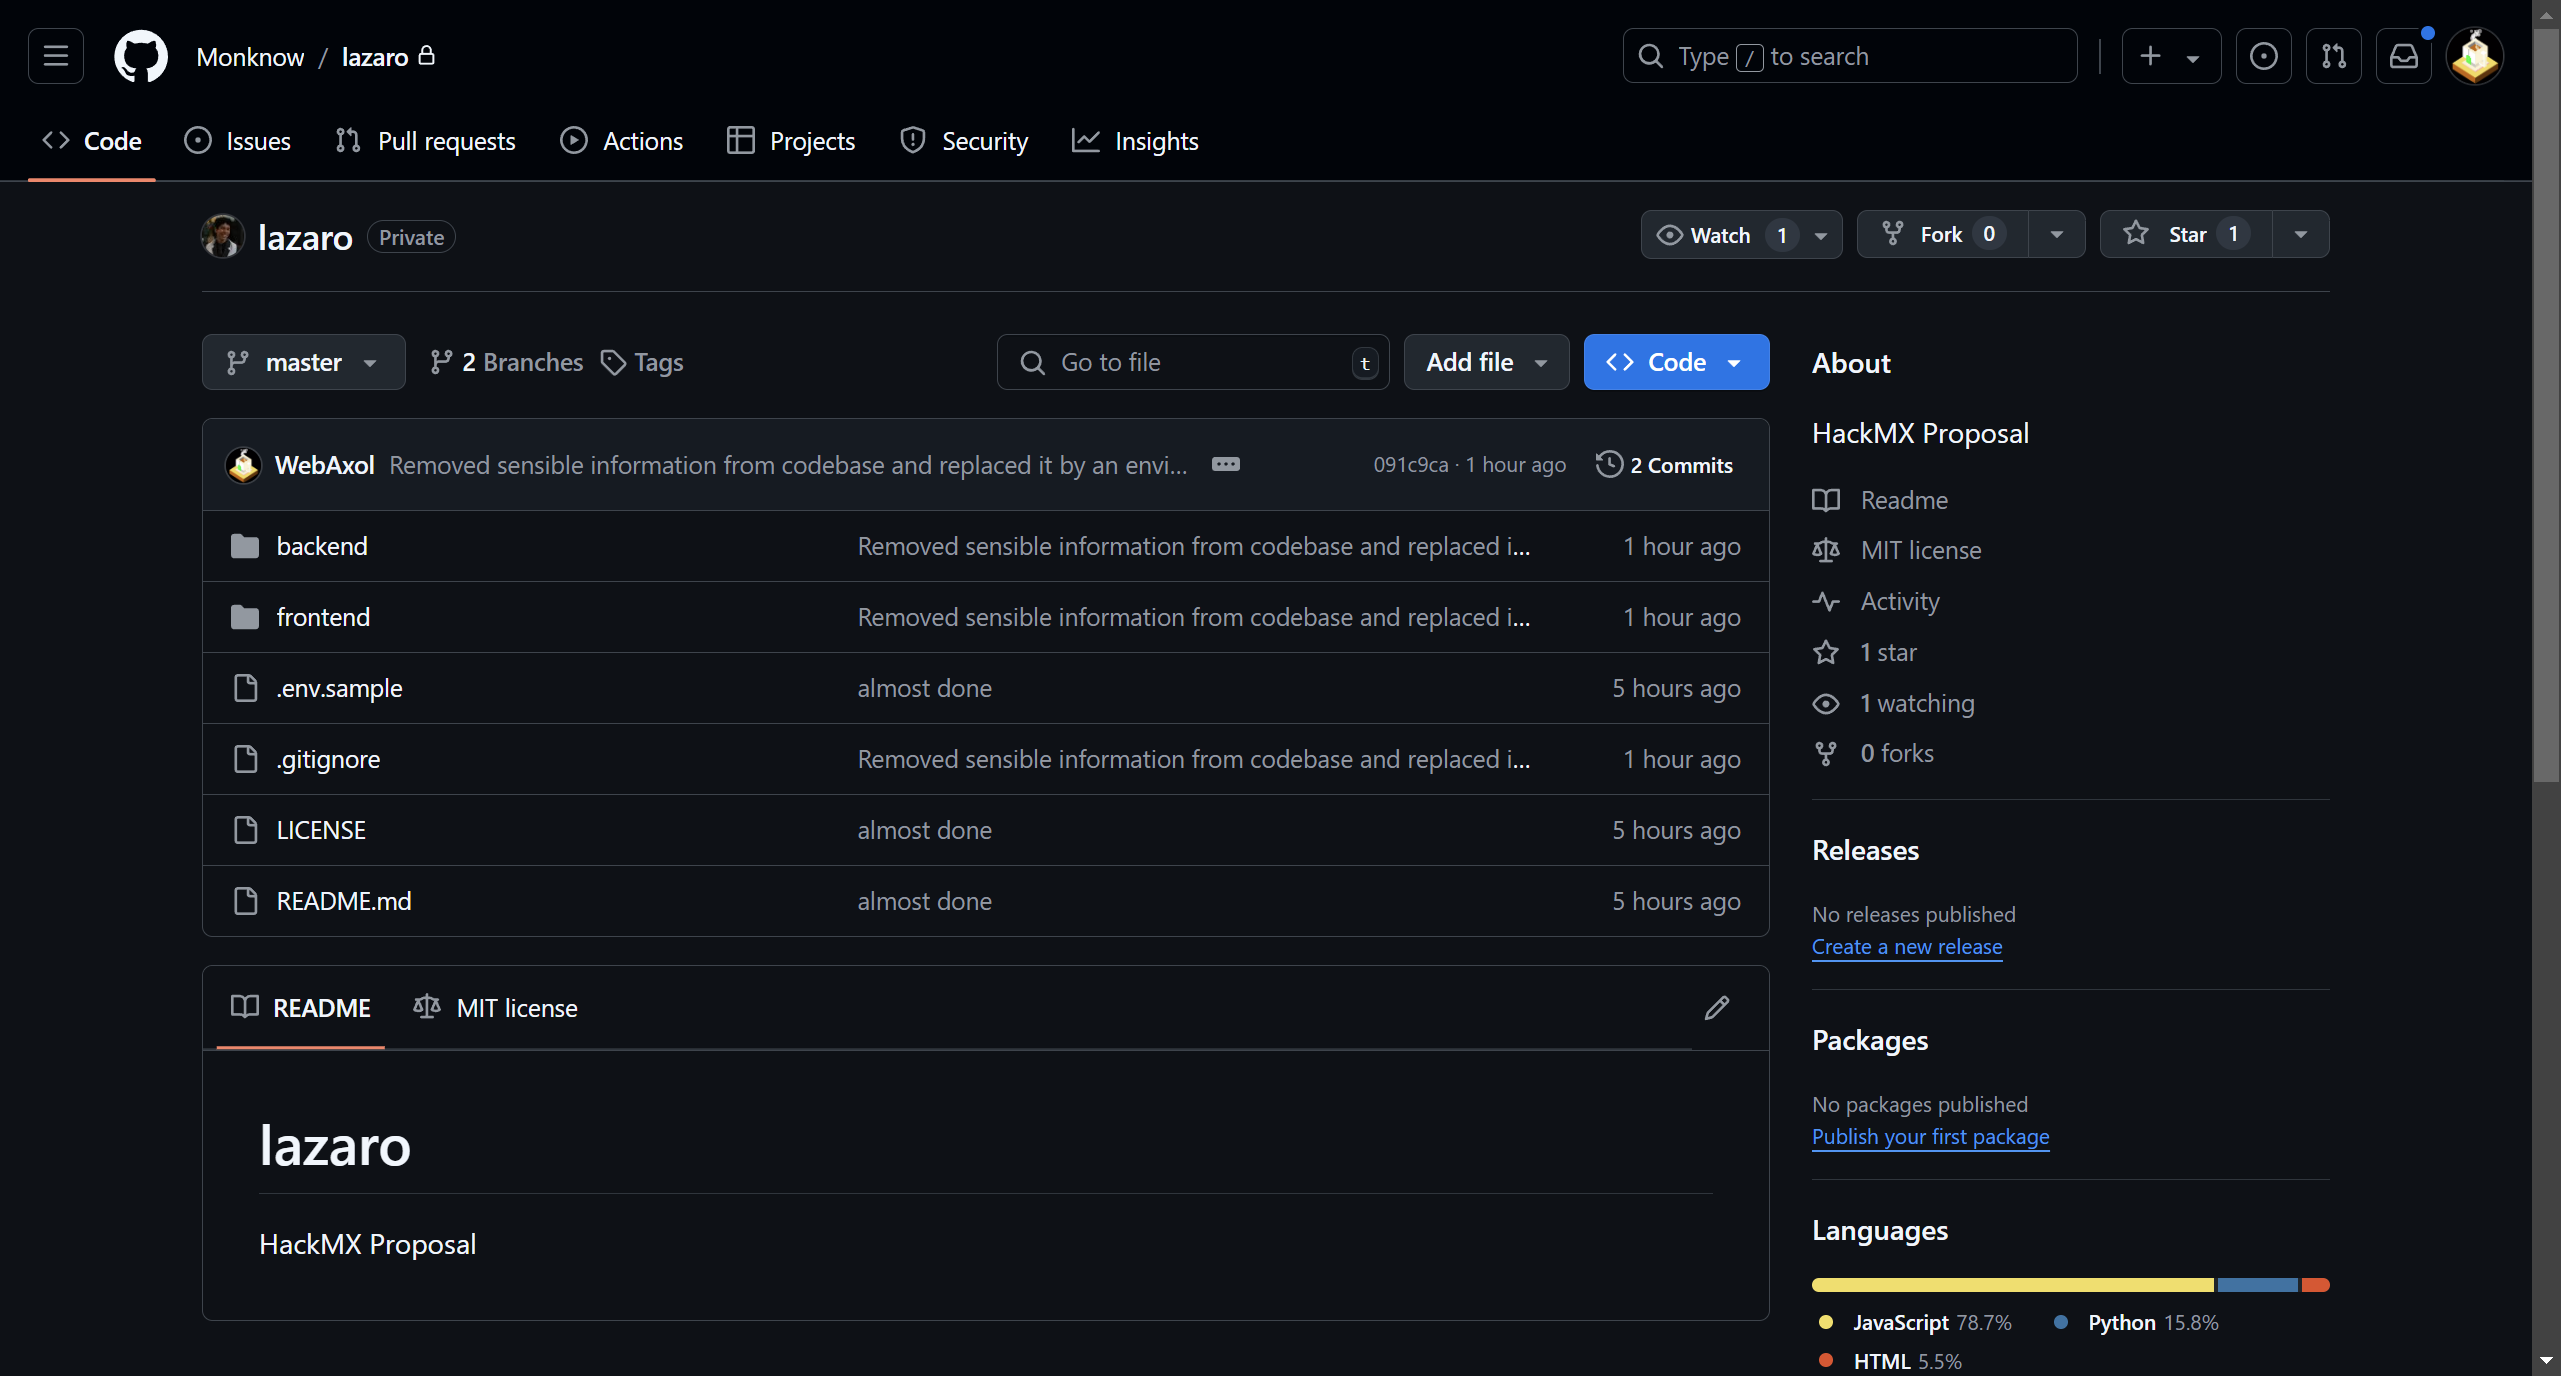 Monknow / lazaro
Type / to search
Code Issues Pull requests Actions Projects Security Insights
lazaro Private
Watch 1 Fork 0 Star 1
master 2 Branches Tags Go to file t Add file Code
WebAxol Removed sensible information from codebase and replaced it by an envi... 091c9ca · 1 hour ago 2 Commits
backend Removed sensible information from codebase and replaced i... 1 hour ago
frontend Removed sensible information from codebase and replaced i... 1 hour ago
.env.sample almost done 5 hours ago
.gitignore Removed sensible information from codebase and replaced i... 1 hour ago
LICENSE almost done 5 hours ago
README.md almost done 5 hours ago
README MIT license
lazaro
HackMX Proposal
About
HackMX Proposal
Readme
MIT license
Activity
1 star
1 watching
0 forks
Releases
No releases published
Create a new release
Packages
No packages published
Publish your first package
Languages
JavaScript 78.7% Python 15.8%
HTML 5.5%